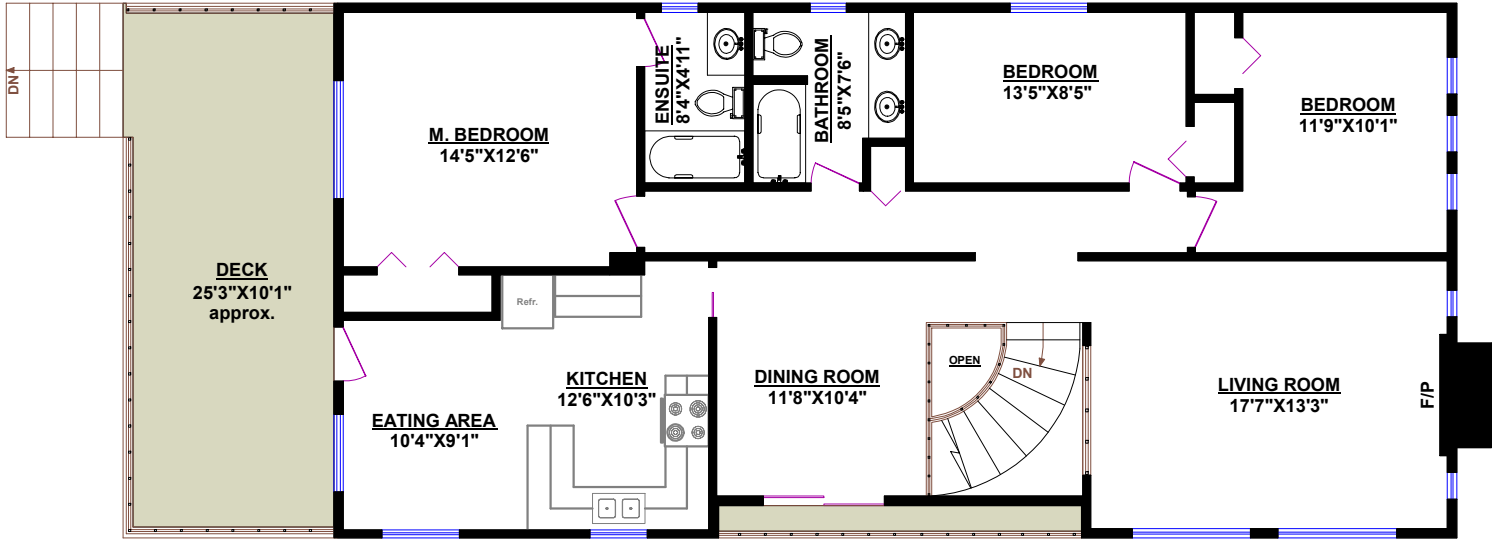 DN
DECK
25'3"X10'1"
approx.
M. BEDROOM
14'5"X12'6"
ENSUITE
8'4"X4'11"
BATHROOM
8'5"X7'6"
BEDROOM
13'5"X8'5"
BEDROOM
11'9"X10'1"
Refr.
EATING AREA
10'4"X9'1"
KITCHEN
12'6"X10'3"
DINING ROOM
11'8"X10'4"
OPEN
DN
LIVING ROOM
17'7"X13'3"
F/P